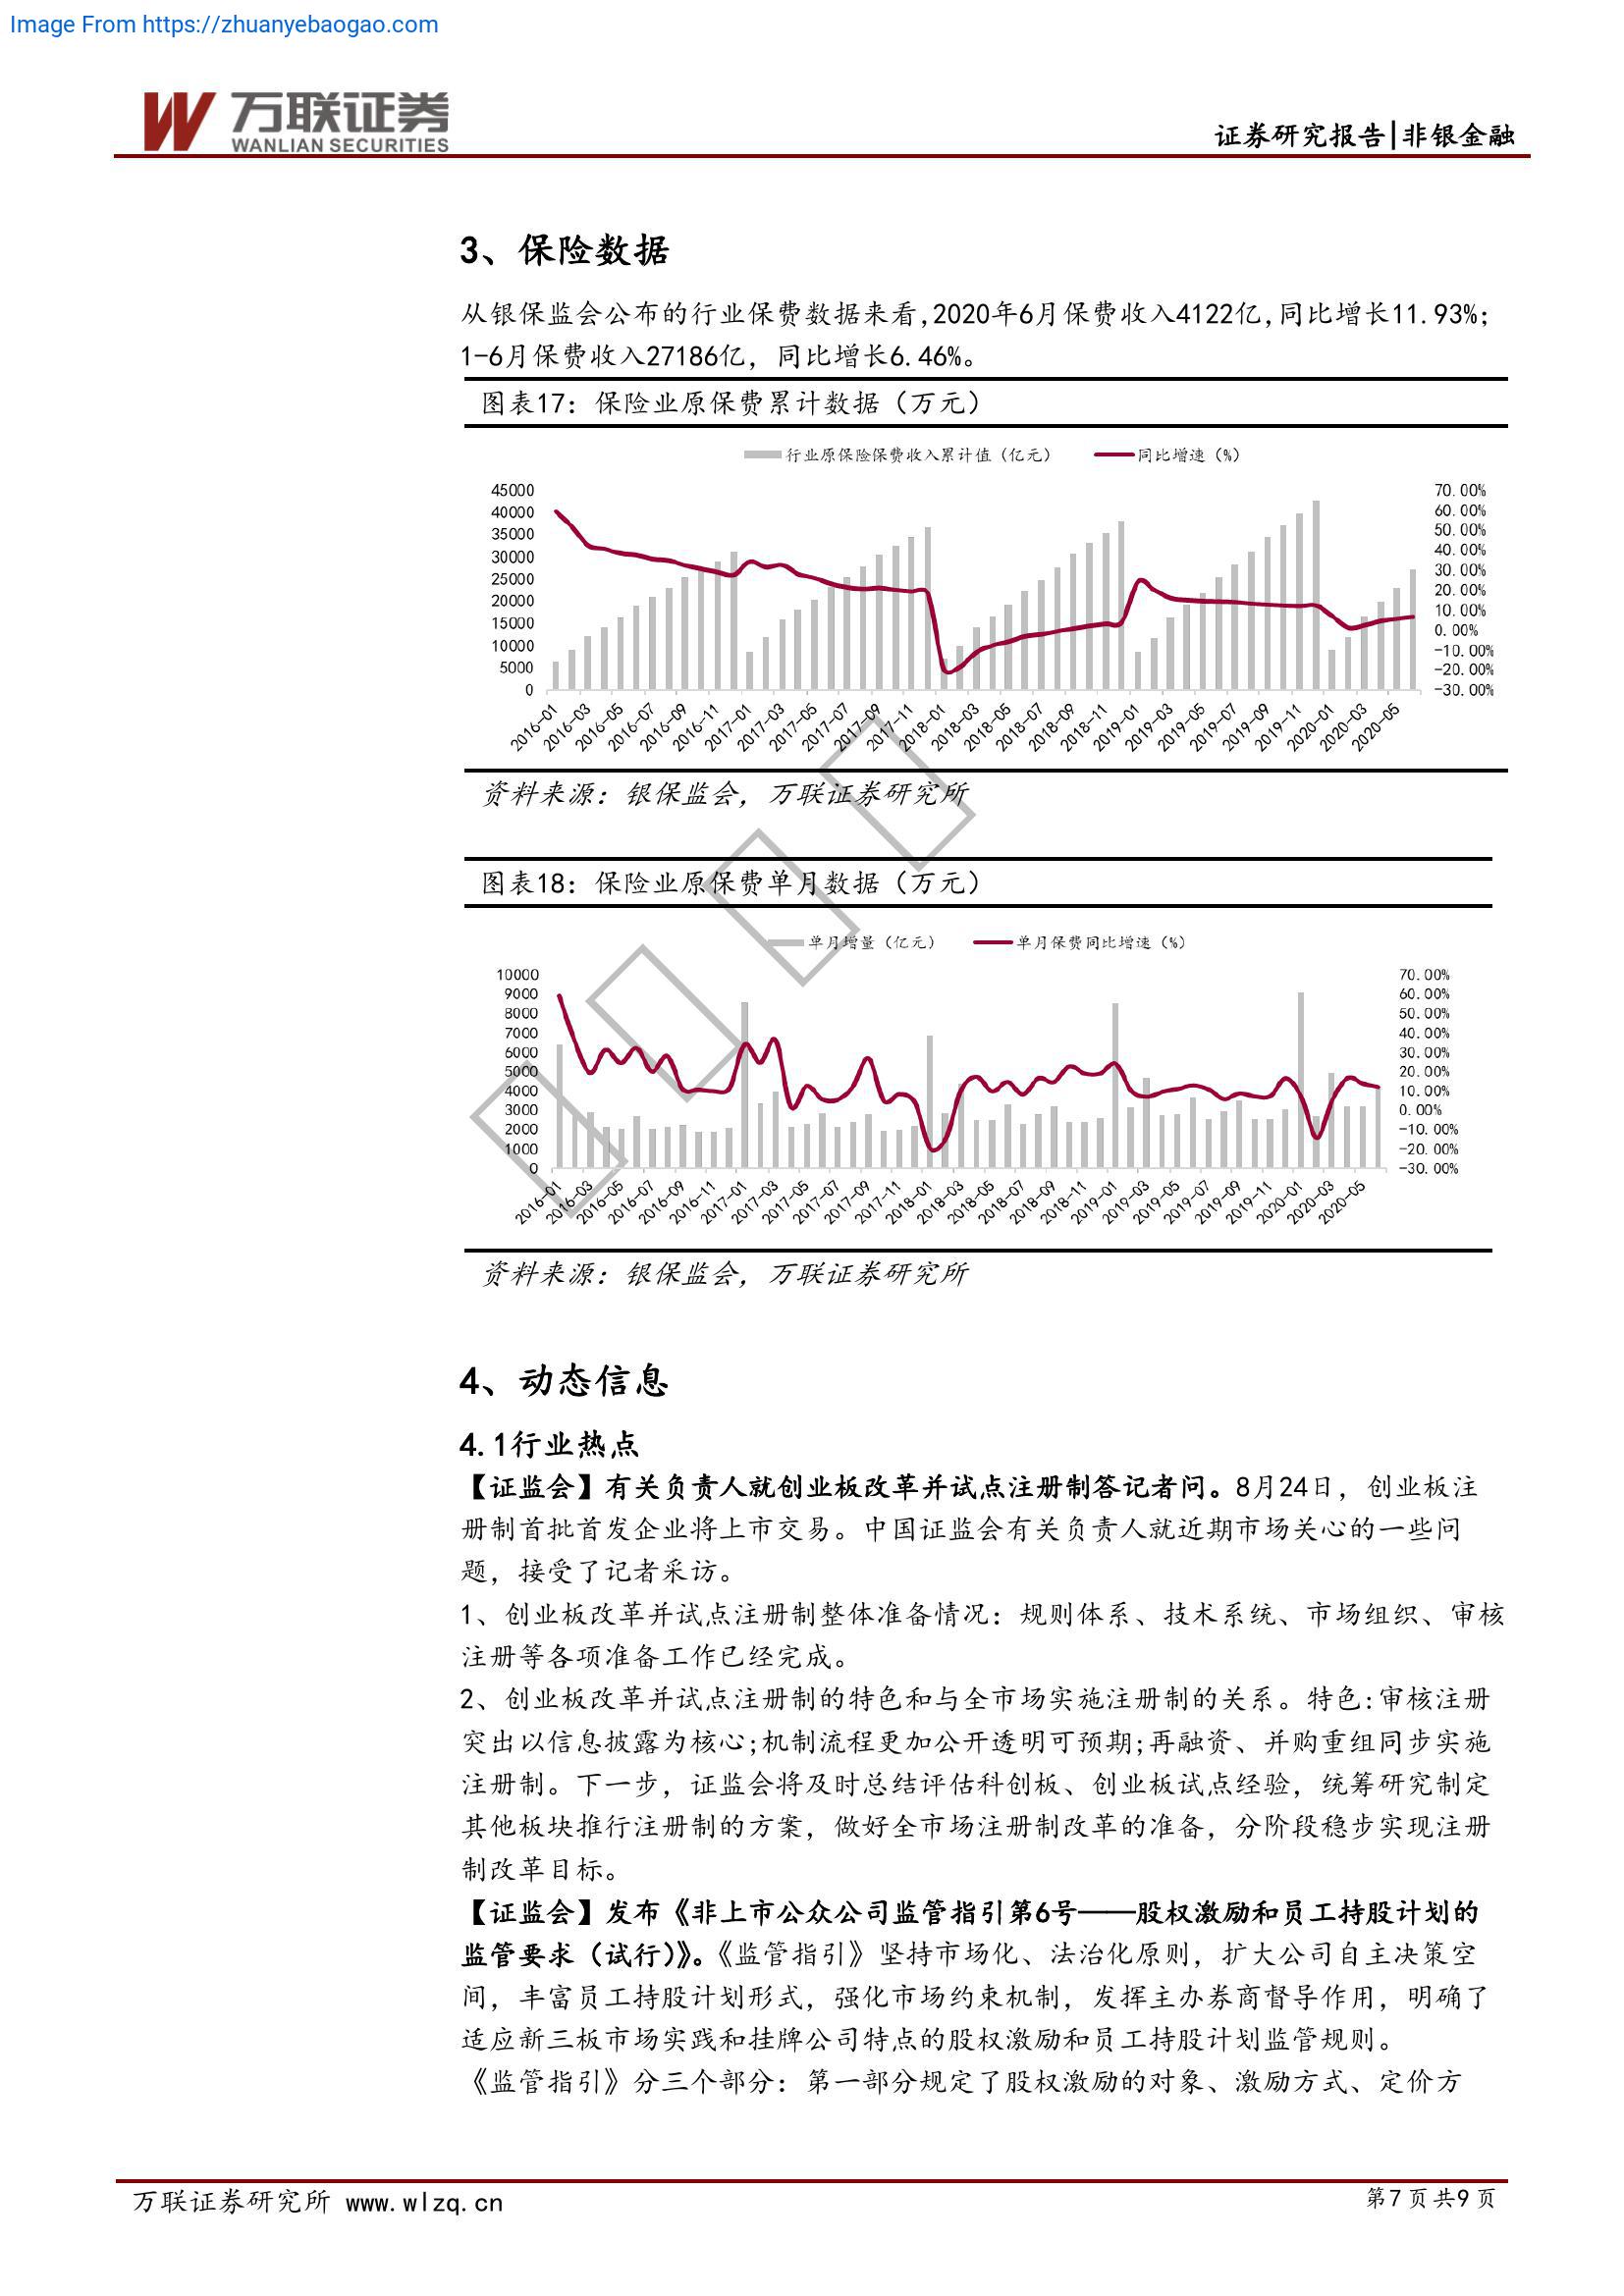 Image From https://zhuanyebaogao.com
万联证券
WANLIAN SECURITIES
证券研究报告|非银金融
3、保险数据
从银保监会公布的行业保费数据来看,2020年6月保费收入4122亿,同比增长11.93%;
1-6月保费收入27186亿，同比增长6.46%。
图表17：保险业原保费累计数据（万元）
行业原保险保费收入累计值（亿元） 同比增速（%）
45000 70.00%
40000 60.00%
35000 50.00%
30000 40.00%
25000 30.00%
20000 20.00%
15000 10.00%
10000 0.00%
5000 -10.00%
0 -20.00%
-30.00%
2016-01 2016-03 2016-05 2016-07 2016-09 2016-11 2017-01 2017-03 2017-05 2017-07 2017-09 2017-11 2018-01 2018-03 2018-05 2018-07 2018-09 2018-11 2019-01 2019-03 2019-05 2019-07 2019-09 2019-11 2020-01 2020-03 2020-05
资料来源：银保监会，万联证券研究所
图表18：保险业原保费单月数据（万元）
单月增量（亿元） 单月保费同比增速（%）
10000 70.00%
9000 60.00%
8000 50.00%
7000 40.00%
6000 30.00%
5000 20.00%
4000 10.00%
3000 0.00%
2000 -10.00%
1000 -20.00%
0 -30.00%
2016-01 2016-03 2016-05 2016-07 2016-09 2016-11 2017-01 2017-03 2017-05 2017-07 2017-09 2017-11 2018-01 2018-03 2018-05 2018-07 2018-09 2018-11 2019-01 2019-03 2019-05 2019-07 2019-09 2019-11 2020-01 2020-03 2020-05
资料来源：银保监会，万联证券研究所
4、动态信息
4.1行业热点
【证监会】有关负责人就创业板改革并试点注册制答记者问。8月24日，创业板注
册制首批首发企业将上市交易。中国证监会有关负责人就近期市场关心的一些问
题，接受了记者采访。
1、创业板改革并试点注册制整体准备情况：规则体系、技术系统、市场组织、审核
注册等各项准备工作已经完成。
2、创业板改革并试点注册制的特色和与全市场实施注册制的关系。特色:审核注册
突出以信息披露为核心;机制流程更加公开透明可预期;再融资、并购重组同步实施
注册制。下一步，证监会将及时总结评估科创板、创业板试点经验，统筹研究制定
其他板块推行注册制的方案，做好全市场注册制改革的准备，分阶段稳步实现注册
制改革目标。
【证监会】发布《非上市公众公司监管指引第6号——股权激励和员工持股计划的
监管要求（试行）》。《监管指引》坚持市场化、法治化原则，扩大公司自主决策空
间，丰富员工持股计划形式，强化市场约束机制，发挥主办券商督导作用，明确了
适应新三板市场实践和挂牌公司特点的股权激励和员工持股计划监管规则。
《监管指引》分三个部分：第一部分规定了股权激励的对象、激励方式、定价方
万联证券研究所 www.wlzq.cn
第7页共9页